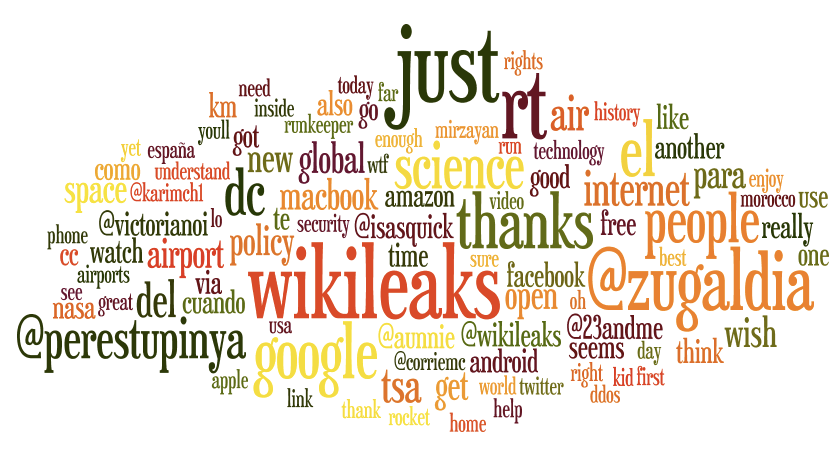 just
rights
need
today
far
km
inside
also
go
rt
air
history
like
youll
got
runkeeper
enough
mirzayan
run
technology
el
another
yet
españa
new
global
wtf
science
good
como
understand
internet
para
enjoy
space
@karimch1
dc
macbook
amazon
video
morocco
use
@victorianoi
lo
te
security
@isasquick
thanks
free
people
really
phone
watch
airport
policy
time
sure
facebook
best
one
cc
airports
via
wikileaks
open
oh
@zugaldia
see
nasa
great
del
cuando
usa
@perestupinya
google
@aunnie
@wikileaks
@23andme
wish
@corriemc
android
seems
day
think
apple
link
tsa
get
world
twitter
right
kid
first
ddos
thank
rocket
help
home